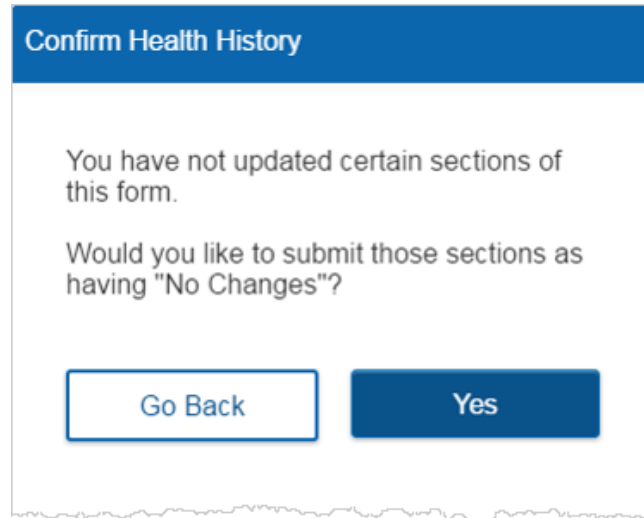 Confirm Health History
You have not updated certain sections of
this form.
Would you like to submit those sections as
having "No Changes"?
Go Back
Yes